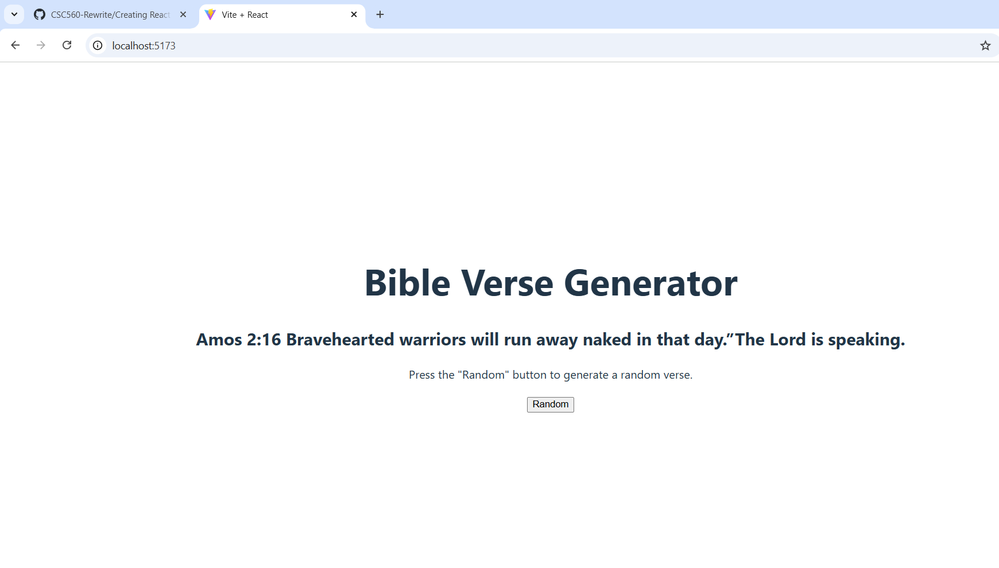 CSC560-Rewrite/Creating React
Vite + React
localhost:5173
Bible Verse Generator
Amos 2:16 Bravehearted warriors will run away naked in that day.”The Lord is speaking.
Press the "Random" button to generate a random verse.
Random